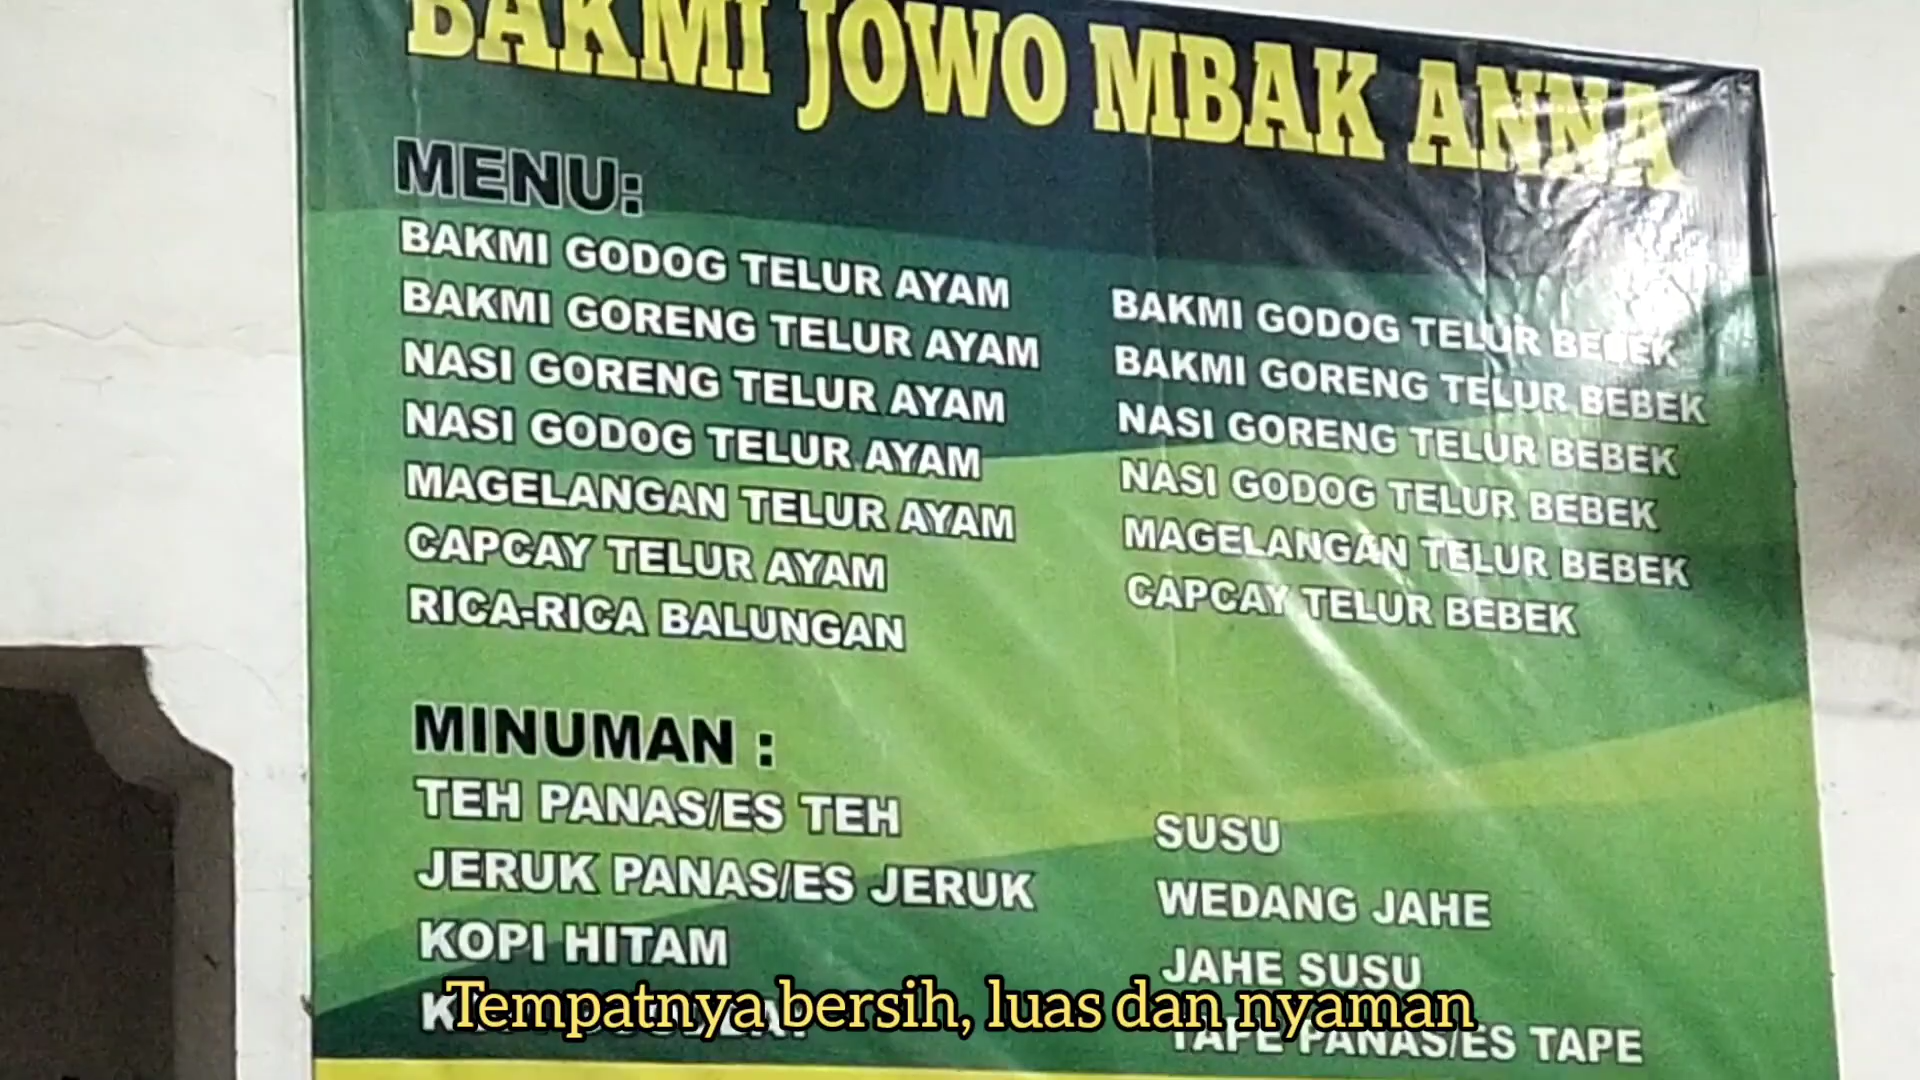 BAKMI JOWO MBAK ANNA
MENU:
BAKMI GODOG TELUR AYAM
BAKMI GORENG TELUR AYAM
NASI GORENG TELUR AYAM
NASI GODOG TELUR AYAM
MAGELANGAN TELUR AYAM
CAPCAY TELUR AYAM
RICA-RICA BALUNGAN
BAKMI GODOG TELUR BEBEK
BAKMI GORENG TELUR BEBEK
NASI GORENG TELUR BEBEK
NASI GODOG TELUR BEBEK
MAGELANGAN TELUR BEBEK
CAPCAY TELUR BEBEK
MINUMAN :
TEH PANAS/ES TEH
JERUK PANAS/ES JERUK
KOPI HITAM
SUSU
WEDANG JAHE
JAHE SUSU
TAPE PANAS/ES TAPE
Tempatnya bersih, luas dan nyaman